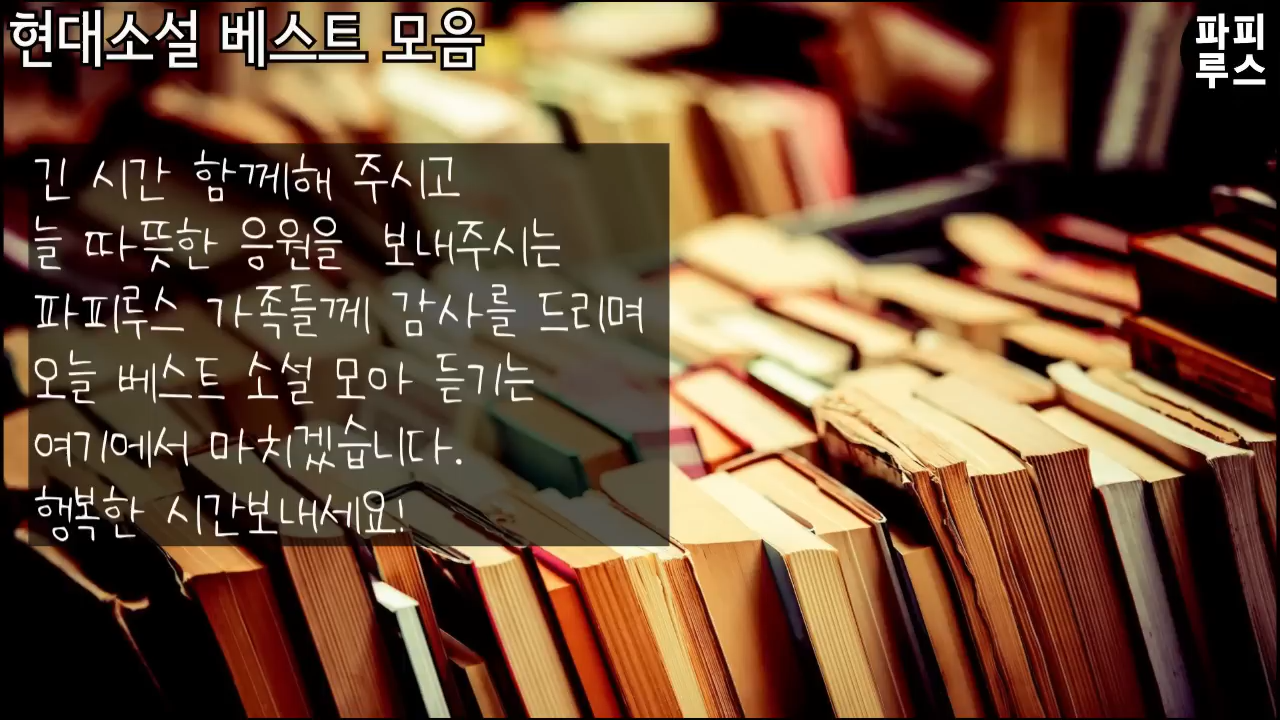 현대소설 베스트 모음
파피
루스
긴 시간 함께해 주시고
늘 따뜻한 응원을 보내주시는
파피루스 가족들께 감사를 드리며
오늘 베스트 소설 모아 듣기는
여기에서 마치겠습니다.
행복한 시간보내세요!